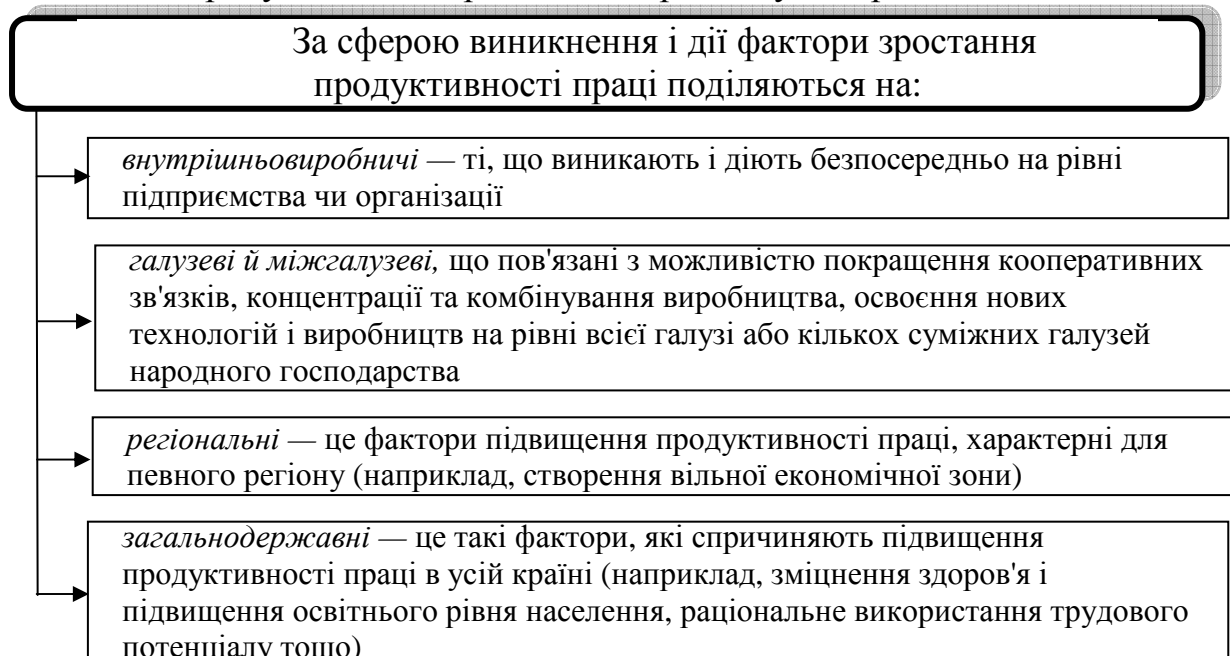 За сферою виникнення і дії фактори зростання
продуктивності праці поділяються на:
внутрішньовиробничі — ті, що виникають і діють безпосередньо на рівні
підприємства чи організації
галузеві й міжгалузеві, що пов'язані з можливістю покращення кооперативних
зв'язків, концентрації та комбінування виробництва, освоєння нових
технологій і виробництв на рівні всієї галузі або кількох суміжних галузей
народного господарства
регіональні — це фактори підвищення продуктивності праці, характерні для
певного регіону (наприклад, створення вільної економічної зони)
загальнодержавні — це такі фактори, які спричиняють підвищення
продуктивності праці в усій країні (наприклад, зміцнення здоров'я і
підвищення освітнього рівня населення, раціональне використання трудового
потенціалу тощо)